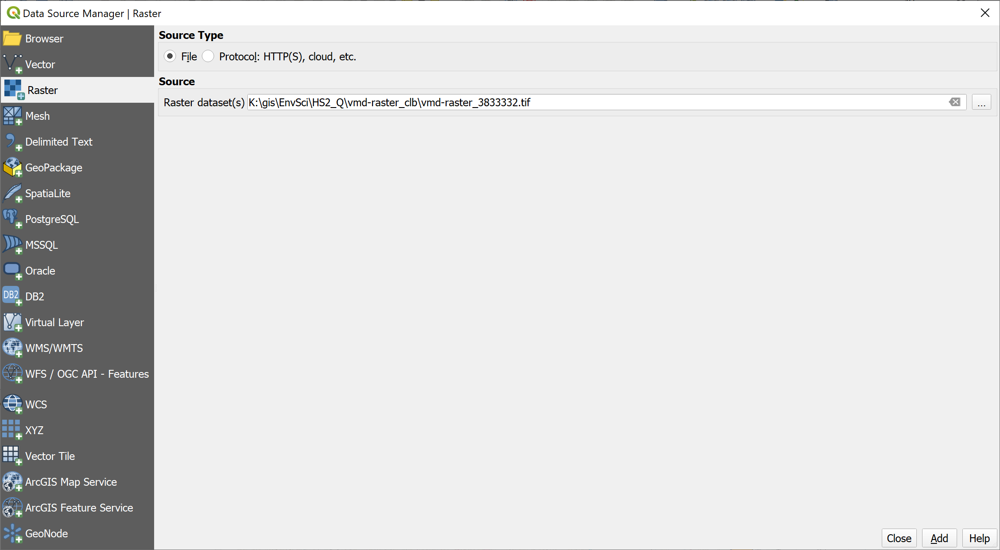 Data Source Manager | Raster
Browser
Vector
Raster
Mesh
Delimited Text
GeoPackage
SpatiaLite
PostgreSQL
MSSQL
Oracle
DB2 DB2
Virtual Layer
WMS/WMTS
WFS / OGC API - Features
WCS
XYZ
Vector Tile
ArcGIS Map Service
ArcGIS Feature Service
GeoNode
Source Type
File Protocol: HTTP(S), cloud, etc.
Source
Raster dataset(s) K:\gis\EnvSci\HS2_Q\vmd-raster_clb\vmd-raster_3833332.tif ...
Close Add Help